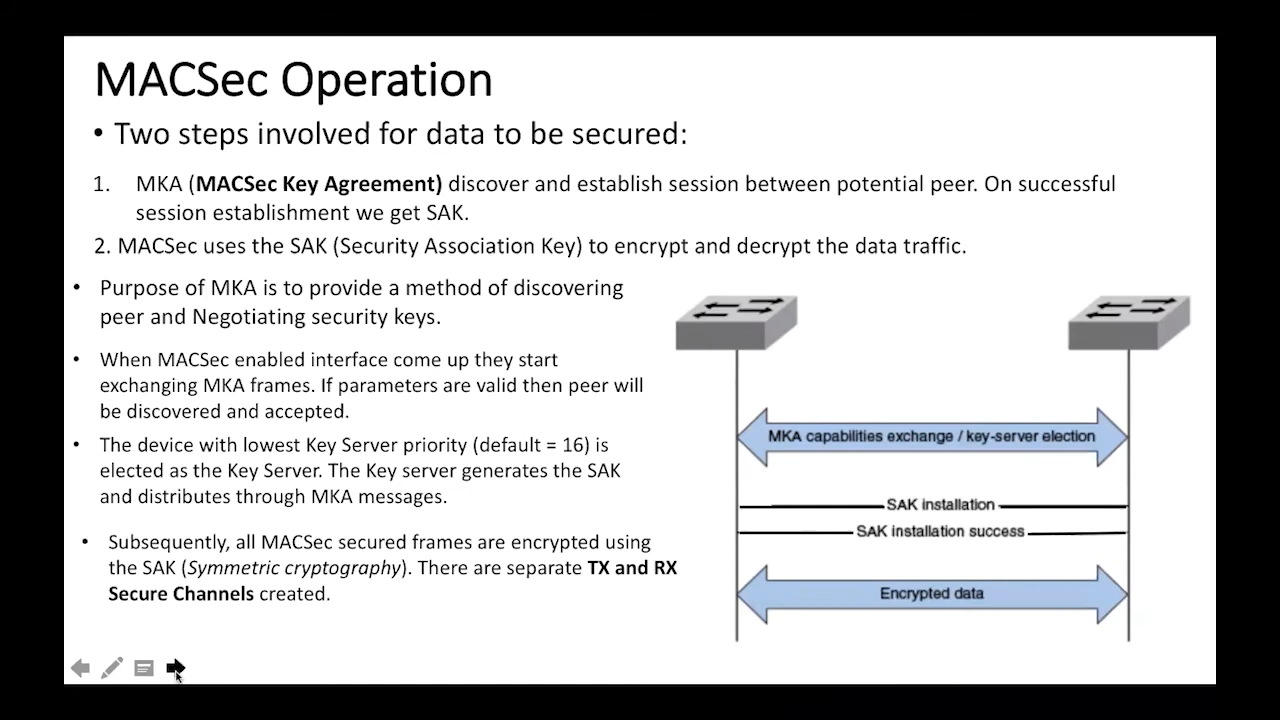 MACSec Operation
• Two steps involved for data to be secured:
1. MKA (MACSec Key Agreement) discover and establish session between potential peer. On successful
session establishment we get SAK.
2. MACSec uses the SAK (Security Association Key) to encrypt and decrypt the data traffic.
• Purpose of MKA is to provide a method of discovering
peer and Negotiating security keys.
• When MACSec enabled interface come up they start
exchanging MKA frames. If parameters are valid then peer will
be discovered and accepted.
• The device with lowest Key Server priority (default = 16) is
elected as the Key Server. The Key server generates the SAK
and distributes through MKA messages.
• Subsequently, all MACSec secured frames are encrypted using
the SAK (Symmetric cryptography). There are separate TX and RX
Secure Channels created.
MKA capabilities exchange / key-server election
SAK installation
SAK installation success
Encrypted data